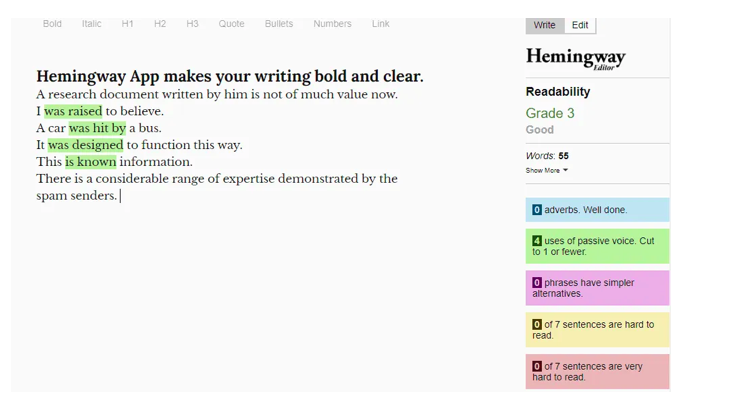 Bold Italic H1 H2 H3 Quote Bullets Numbers Link
Write Edit
Hemingway App makes your writing bold and clear.
A research document written by him is not of much value now.
I was raised to believe.
A car was hit by a bus.
It was designed to function this way.
This is known information.
There is a considerable range of expertise demonstrated by the
spam senders.
Hemingway
Editor
Readability
Grade 3
Good
Words: 55
Show More
0 adverbs. Well done.
4 uses of passive voice. Cut
to 1 or fewer.
0 phrases have simpler
alternatives.
0 of 7 sentences are hard to
read.
0 of 7 sentences are very
hard to read.